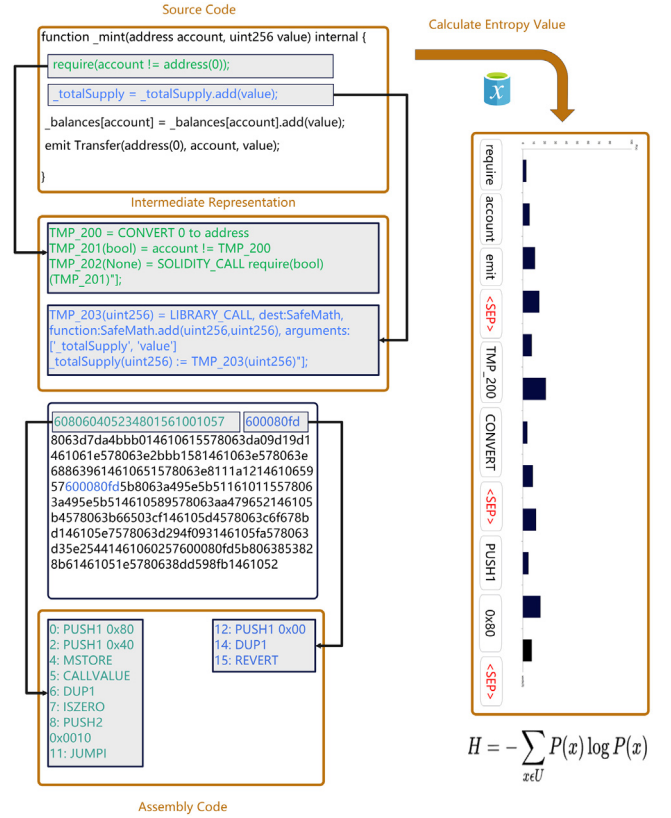 Source Code
function _mint(address account, uint256 value) internal {
require(account != address(0));
_totalSupply = _totalSupply.add(value);
_balances[account] = _balances[account].add(value);
emit Transfer(address(0), account, value);
}
Intermediate Representation
TMP_200 = CONVERT 0 to address
TMP_201(bool) = account != TMP_200
TMP_202(None) = SOLIDITY_CALL require(bool)
(TMP_201)"];
TMP_203(uint256) = LIBRARY_CALL, dest:SafeMath,
function:SafeMath.add(uint256,uint256), arguments:
['_totalSupply', 'value']
_totalSupply(uint256) := TMP_203(uint256)"];
608060405234801561001057 600080fd
8063d7da4bbb014610615578063da09d19d1
461061e578063e2bbb1581461063e578063e
688639614610651578063e8111a1214610659
57600080fd5b8063a495e5b51161011557806
3a495e5b514610589578063aa479652146105
b4578063b66503cf146105d4578063c6f678b
d146105e7578063d294f093146105fa578063
d35e25441461060257600080fd5b806385382
8b61461051e5780638dd598fb1461052
0: PUSH1 0x80
2: PUSH1 0x40
4: MSTORE
5: CALLVALUE
6: DUP1
7: ISZERO
8: PUSH2
0x0010
11: JUMPI
12: PUSH1 0x00
14: DUP1
15: REVERT
Assembly Code
Calculate Entropy Value
x
require
account
emit
<SEP>
TMP_200
CONVERT
<SEP>
PUSH1
0x80
<SEP>
H = -∑ P(x) log P(x)
xϵU